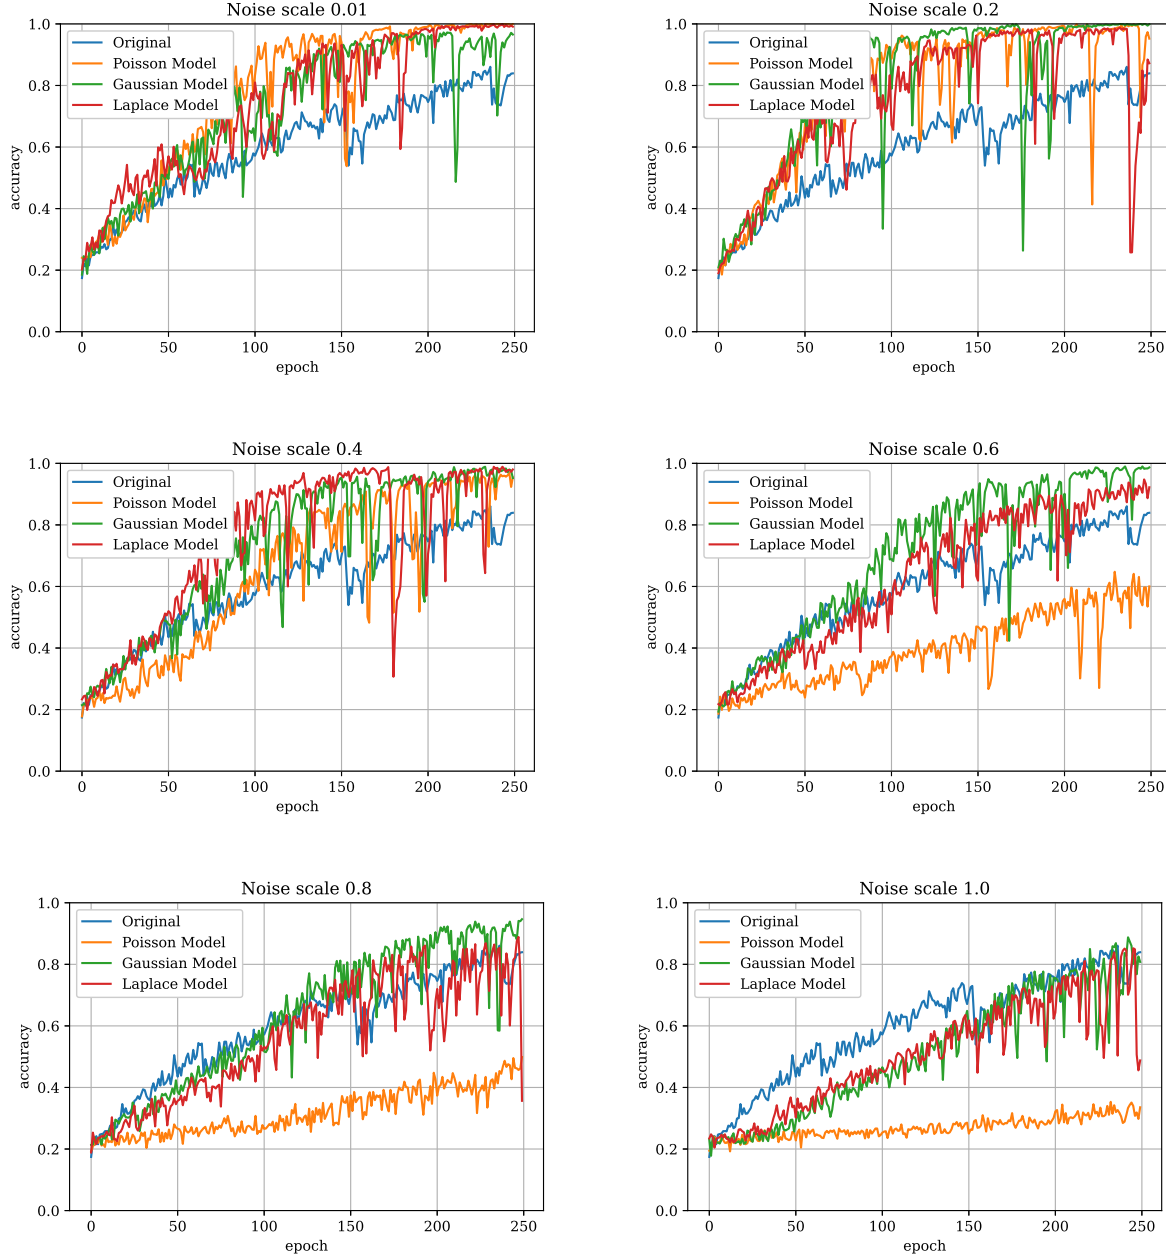 Noise scale 0.01
1.0
0.8
0.6
0.4
0.2
0.0
accuracy
Original
Poisson Model
Gaussian Model
Laplace Model
0 50 100 150 200 250
epoch
Noise scale 0.2
1.0
0.8
0.6
0.4
0.2
0.0
accuracy
Original
Poisson Model
Gaussian Model
Laplace Model
0 50 100 150 200 250
epoch
Noise scale 0.4
1.0
0.8
0.6
0.4
0.2
0.0
accuracy
Original
Poisson Model
Gaussian Model
Laplace Model
0 50 100 150 200 250
epoch
Noise scale 0.6
1.0
0.8
0.6
0.4
0.2
0.0
accuracy
Original
Poisson Model
Gaussian Model
Laplace Model
0 50 100 150 200 250
epoch
Noise scale 0.8
1.0
0.8
0.6
0.4
0.2
0.0
accuracy
Original
Poisson Model
Gaussian Model
Laplace Model
0 50 100 150 200 250
epoch
Noise scale 1.0
1.0
0.8
0.6
0.4
0.2
0.0
accuracy
Original
Poisson Model
Gaussian Model
Laplace Model
0 50 100 150 200 250
epoch